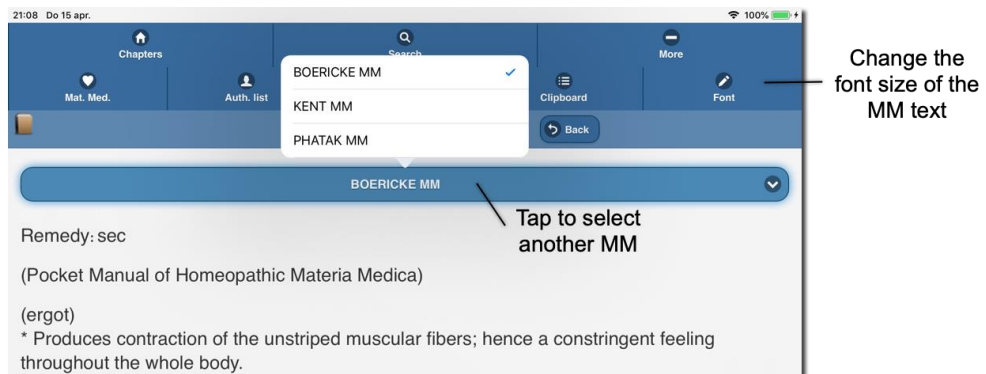 21:08 Do 15 apr.
100%
Chapters
Search
More
Mat. Med.
Auth. list
Clipboard
Font
BOERICKE MM
KENT MM
PHATAK MM
Back
BOERICKE MM
Change the
font size of the
MM text
Tap to select
another MM
Remedy: sec
(Pocket Manual of Homeopathic Materia Medica)
(ergot)
* Produces contraction of the unstriped muscular fibers; hence a constringent feeling
throughout the whole body.